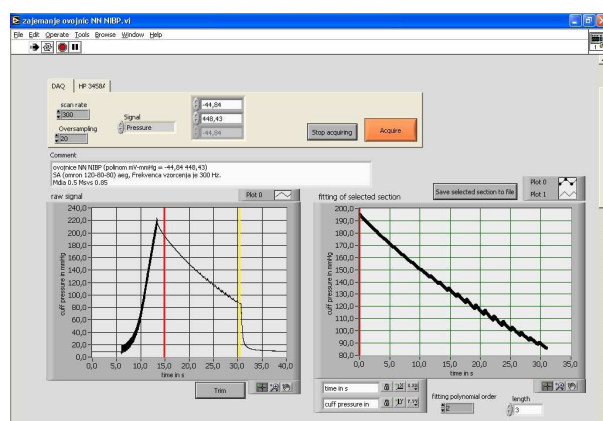 zajemanje ovojnic NN NIBP.vi
File Edit Operate Tools Browse Window Help
DAQ HP 3458A
scan rate
300
Oversampling
20
Signal
Pressure
-44,84
448,43
-44,84
Stop acquiring
Acquire
Comment
ovojnice NN NIBP (polinom mV-mmHg = -44,84 448,43)
SA (omron 120-80-80) aeg, Frekvenca vzorcenja je 300 Hz.
Mdia 0.5 Msvs 0.85
raw signal
Plot 0
240,0
220,0
200,0
180,0
160,0
140,0
120,0
100,0
80,0
60,0
40,0
20,0
0,0
cuff pressure in mmHg
0,0 5,0 10,0 15,0 20,0 25,0 30,0 35,0 40,0
time in s
Trim
fitting of selected section
Save selected section to file
Plot 0
Plot 1
200,0
190,0
180,0
170,0
160,0
150,0
140,0
130,0
120,0
110,0
100,0
90,0
80,0
cuff pressure in mmHg
0,0 5,0 10,0 15,0 20,0 25,0 30,0 35,0
time in s
time in s
cuff pressure in
fitting polynomial order
2
length
3